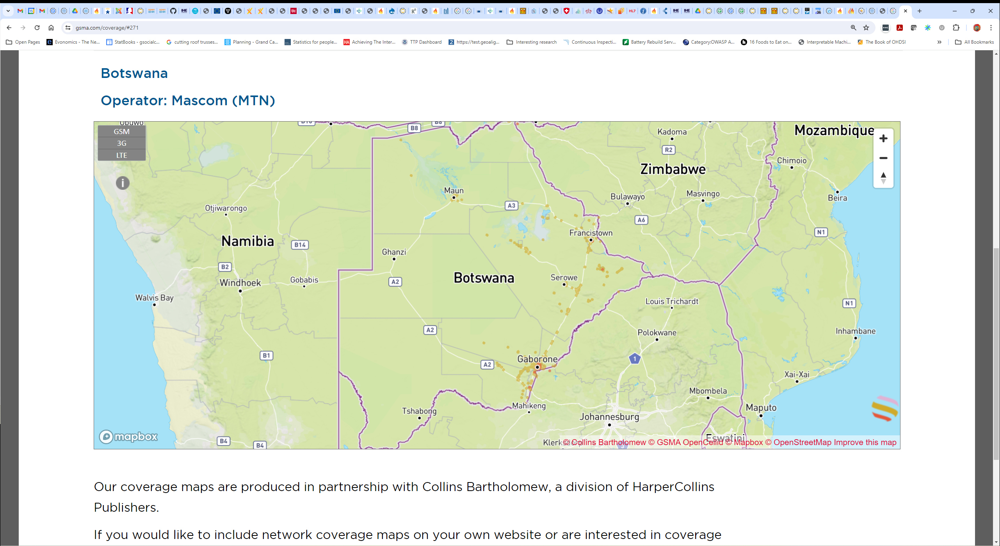 gsma.com/coverage/#271
Open Pages
Evonomics - The Ne...
StatBooks - gsocialc...
cutting roof trusses...
Planning - Grand Ca...
Statistics for people...
HA
Achieving The Inter...
TTP Dashboard
https://test.geoalig...
Interesting research
Continuous Inspecti...
Battery Rebuild Serv...
Category:OWASP A...
16 Foods to Eat on...
Interpretable Machi...
The Book of OHDSI
All Bookmarks
Botswana
Operator: Mascom (MTN)
GSM
3G
LTE
B8
Kadoma
Mozambique
R2
Chimoio
Zimbabwe
Maun
Bulawayo
Masvingo
Beira
Otjiwarongo
A3
A6
Francistown
N1
Namibia
B14
Ghanzi
B2
Windhoek
Gobabis
A2
Botswana
Serowe
Walvis Bay
Louis Trichardt
N1
A2
Polokwane
Inhambane
B1
Gaborone
A2
1
Xai-Xai
Mbombela
Mahikeng
Tshabong
Maputo
Johannesburg
mapbox
B4
B4
Eswatini
© Collins Bartholomew © GSMA OpenCellid © Mapbox © OpenStreetMap Improve this map
Our coverage maps are produced in partnership with Collins Bartholomew, a division of HarperCollins
Publishers.
If you would like to include network coverage maps on your own website or are interested in coverage